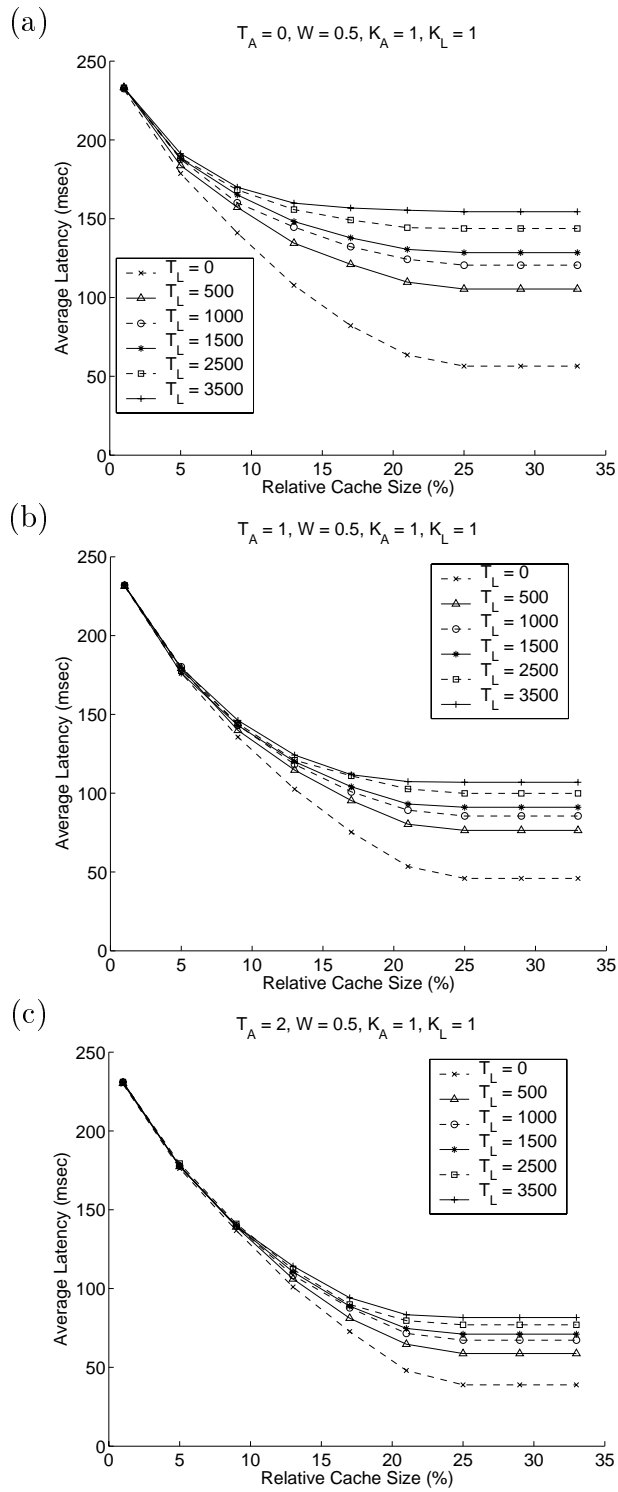 (a)
T_A = 0, W = 0.5, K_A = 1, K_L = 1
250
200
150
100
50
0
Average Latency (msec)
T_L = 0
T_L = 500
T_L = 1000
T_L = 1500
T_L = 2500
T_L = 3500
0 5 10 15 20 25 30 35
Relative Cache Size (%)
(b)
T_A = 1, W = 0.5, K_A = 1, K_L = 1
250
200
150
100
50
0
Average Latency (msec)
T_L = 0
T_L = 500
T_L = 1000
T_L = 1500
T_L = 2500
T_L = 3500
0 5 10 15 20 25 30 35
Relative Cache Size (%)
(c)
T_A = 2, W = 0.5, K_A = 1, K_L = 1
250
200
150
100
50
0
Average Latency (msec)
T_L = 0
T_L = 500
T_L = 1000
T_L = 1500
T_L = 2500
T_L = 3500
0 5 10 15 20 25 30 35
Relative Cache Size (%)